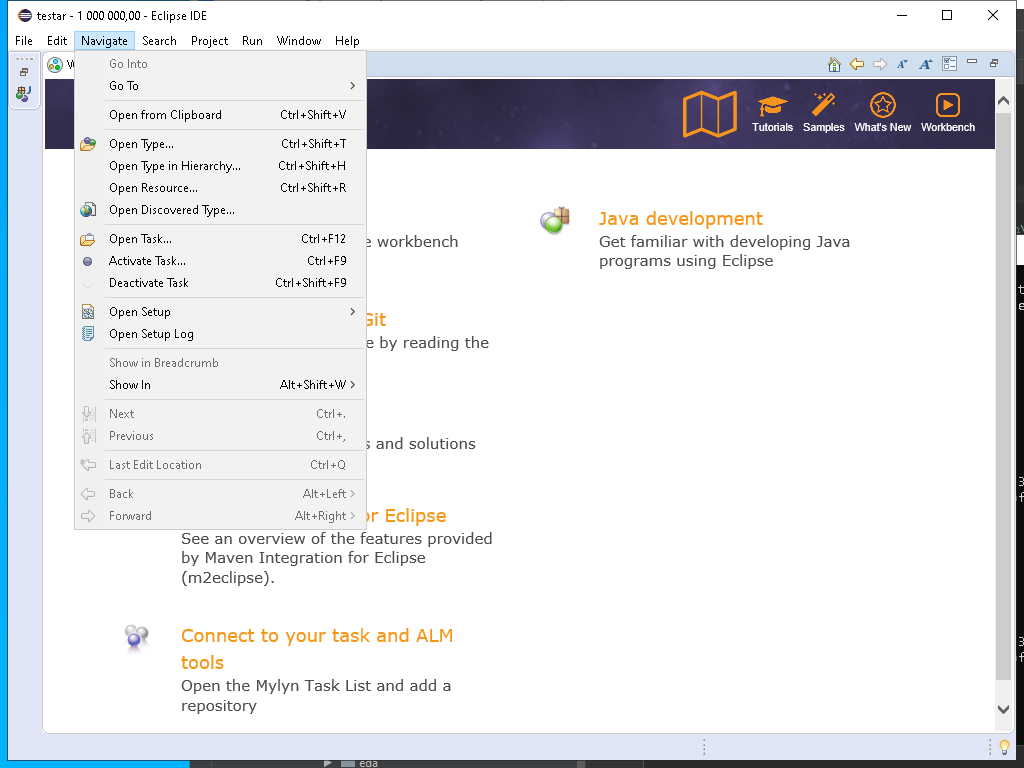 testar - 1 000 000,00 - Eclipse IDE
File Edit Navigate Search Project Run Window Help
Go Into
Go To
Open from Clipboard Ctrl+Shift+V
Open Type... Ctrl+Shift+T
Open Type in Hierarchy... Ctrl+Shift+H
Open Resource... Ctrl+Shift+R
Open Discovered Type...
Open Task... Ctrl+F12
Activate Task... Ctrl+F9
Deactivate Task Ctrl+Shift+F9
Open Setup
Open Setup Log
Show in Breadcrumb
Show In Alt+Shift+W
Next Ctrl+.
Previous Ctrl+,
Last Edit Location Ctrl+Q
Back Alt+Left
Forward Alt+Right
Tutorials Samples What's New Workbench
workbench
Git
by reading the
and solutions
Eclipse
See an overview of the features provided
by Maven Integration for Eclipse
(m2eclipse).
Connect to your task and ALM
tools
Open the Mylyn Task List and add a
repository
Java development
Get familiar with developing Java
programs using Eclipse
eda